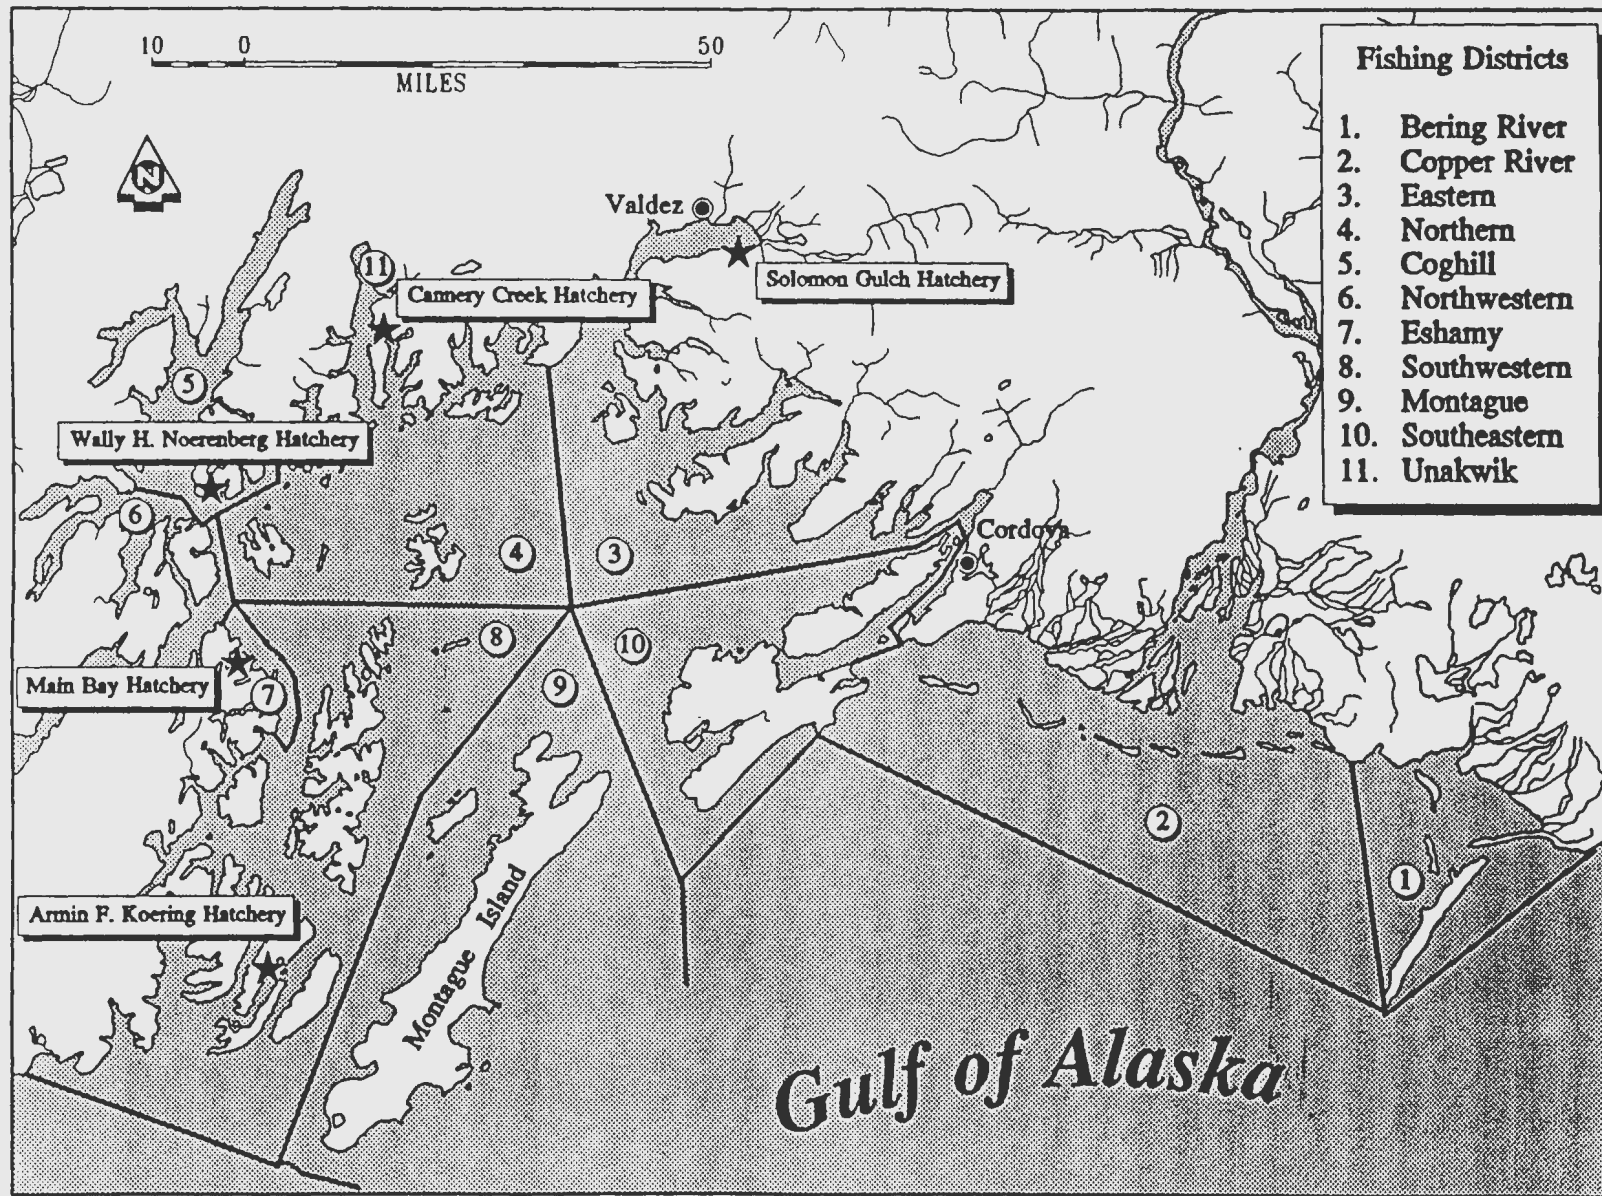 10 0 50
MILES
N
Fishing Districts
1. Bering River
2. Copper River
3. Eastern
4. Northern
5. Coghill
6. Northwestern
7. Eshamy
8. Southwestern
9. Montague
10. Southeastern
11. Unakwik
Valdez
Solomon Gulch Hatchery
11
Cannery Creek Hatchery
5
Wally H. Noerenberg Hatchery
6
4
3
Cordova
8
10
9
Main Bay Hatchery
7
2
1
Armin F. Koering Hatchery
Montague Island
Gulf of Alaska